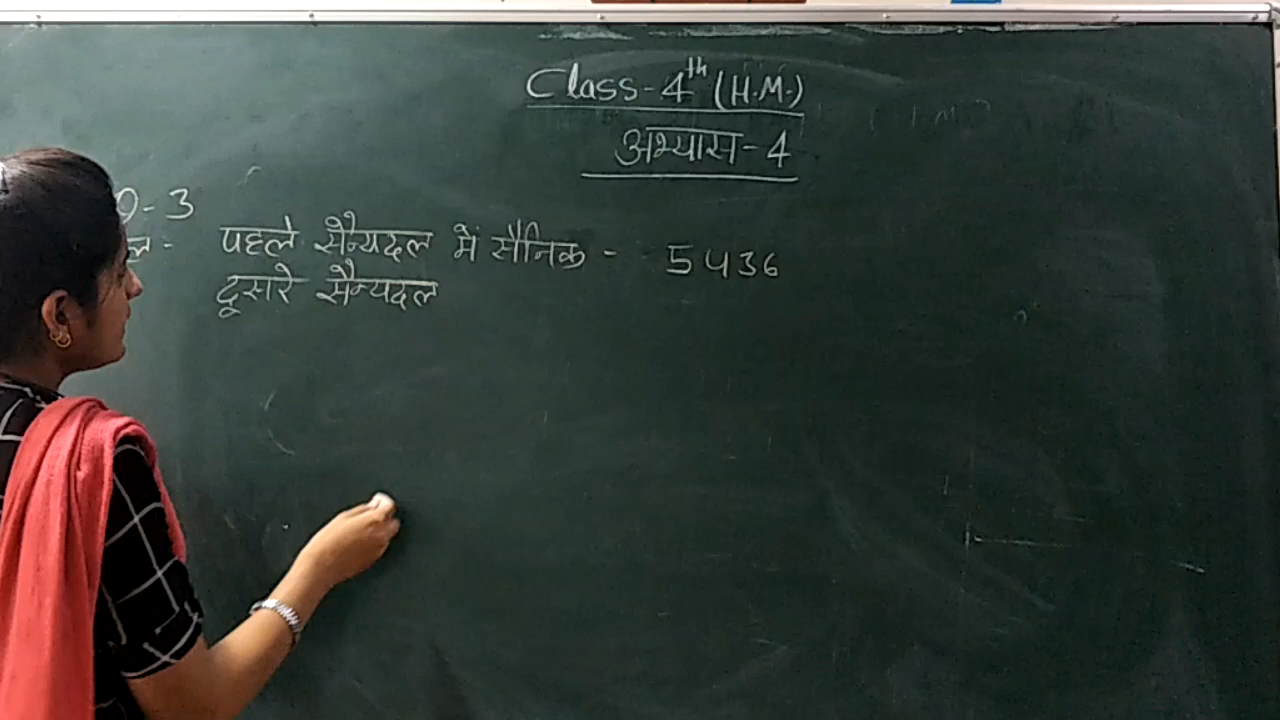 Class-4th (H.M.)
अभ्यास-4
-3
पहले सैन्यदल में सैनिक - 5436
दूसरे सैन्यदल